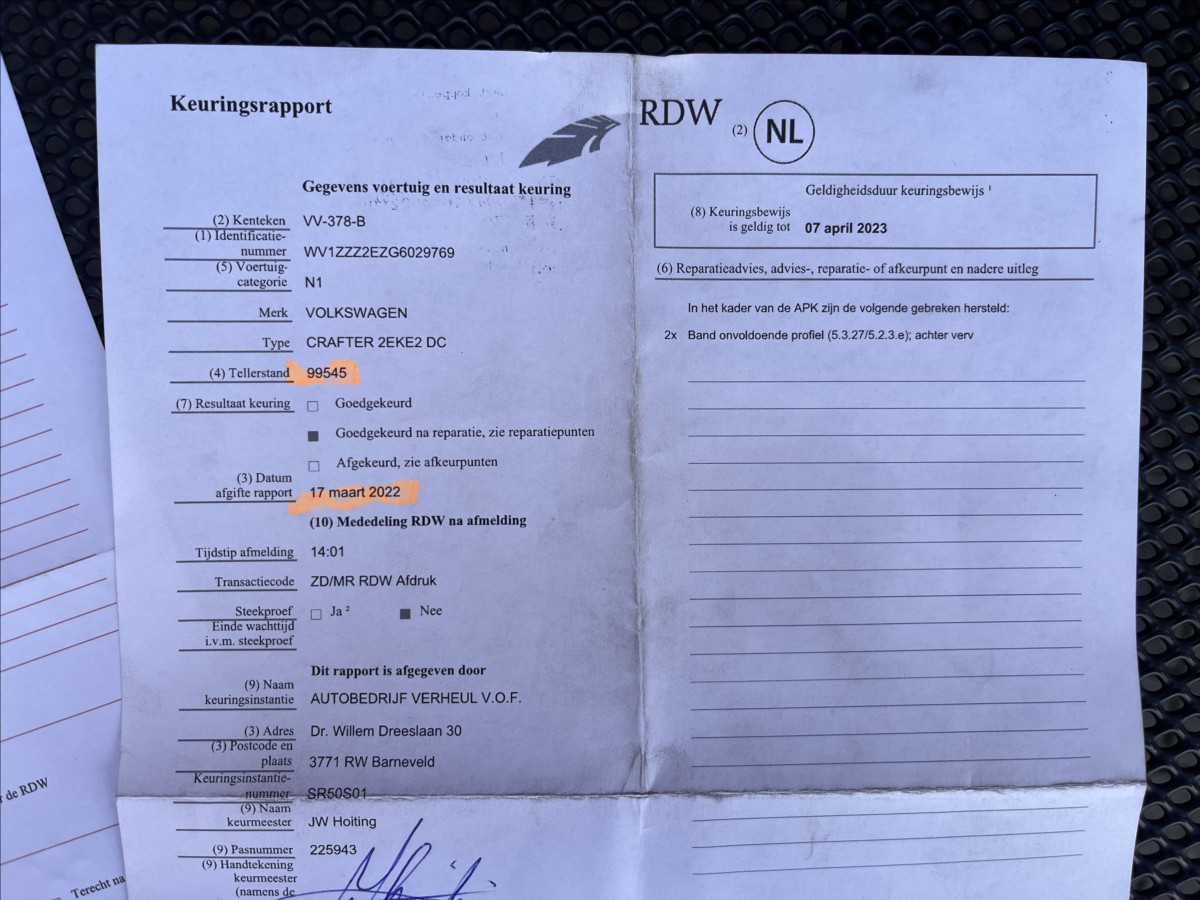 Keuringsrapport
RDW
(2) NL
Gegevens voertuig en resultaat keuring
(2) Kenteken VV-378-B
(1) Identificatie-
nummer WV1ZZZ2EZG6029769
(5) Voertuig-
categorie N1
Merk VOLKSWAGEN
Type CRAFTER 2EKE2 DC
(4) Tellerstand 99545
(7) Resultaat keuring □ Goedgekeurd
■ Goedgekeurd na reparatie, zie reparatiepunten
□ Afgekeurd, zie afkeurpunten
(3) Datum
afgifte rapport 17 maart 2022
(10) Mededeling RDW na afmelding
Tijdstip afmelding 14:01
Transactiecode ZD/MR RDW Afdruk
Steekproef □ Ja ² ■ Nee
Einde wachttijd
i.v.m. steekproef
Dit rapport is afgegeven door
(9) Naam
keuringsinstantie AUTOBEDRIJF VERHEUL V.O.F.
(3) Adres Dr. Willem Dreeslaan 30
(3) Postcode en
plaats 3771 RW Barneveld
Keuringsinstantie-
nummer SR50S01
(9) Naam
keurmeester JW Hoiting
(9) Pasnummer 225943
(9) Handtekening
keurmeester
(namens de
Geldigheidsduur keuringsbewijs ¹
(8) Keuringsbewijs
is geldig tot 07 april 2023
(6) Reparatieadvies, advies-, reparatie- of afkeurpunt en nadere uitleg
In het kader van de APK zijn de volgende gebreken hersteld:
2x Band onvoldoende profiel (5.3.27/5.2.3.e); achter verv
r de RDW
Terecht na